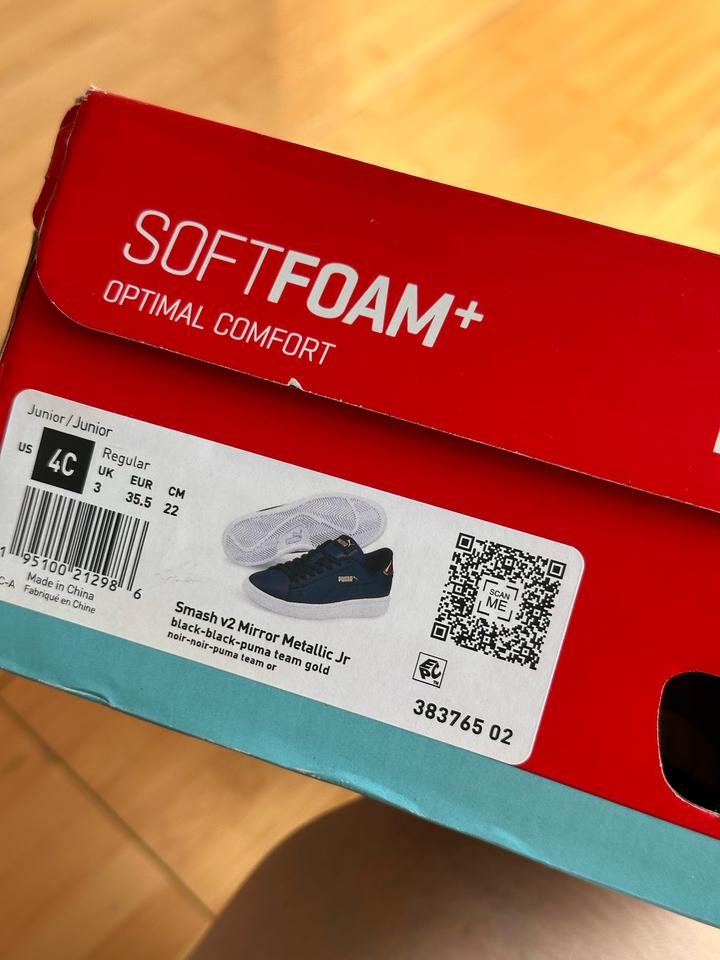 SOFTFOAM+
OPTIMAL COMFORT
Junior/Junior
US 4C Regular
UK EUR CM
3 35.5 22
1 95100 21298 6
Made in China
Fabriqué en Chine
Smash v2 Mirror Metallic Jr
black-black-puma team gold
noir-noir-puma team or
SCAN
ME
383765 02